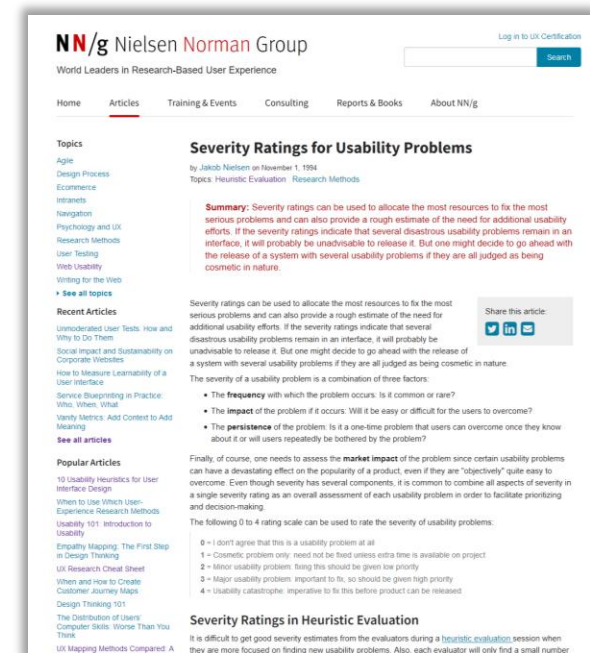 NN/g Nielsen Norman Group
World Leaders in Research-Based User Experience
Log in to UX Certification
Search
Home Articles Training & Events Consulting Reports & Books About NN/g
Topics
Agile
Design Process
Ecommerce
Intranets
Navigation
Psychology and UX
Research Methods
User Testing
Web Usability
Writing for the Web
See all topics
Recent Articles
Unmoderated User Tests: How and
Why to Do Them
Social Impact and Sustainability on
Corporate Websites
How to Measure Learnability of a
User Interface
Service Blueprinting in Practice:
Who, When, What
Vanity Metrics: Add Context to Add
Meaning
See all articles
Popular Articles
10 Usability Heuristics for User
Interface Design
When to Use Which User-
Experience Research Methods
Usability 101: Introduction to
Usability
Empathy Mapping: The First Step
in Design Thinking
UX Research Cheat Sheet
When and How to Create
Customer Journey Maps
Design Thinking 101
The Distribution of Users'
Computer Skills: Worse Than You
Think
UX Mapping Methods Compared: A
Severity Ratings for Usability Problems
by Jakob Nielsen on November 1, 1994
Topics: Heuristic Evaluation Research Methods
Summary: Severity ratings can be used to allocate the most resources to fix the most
serious problems and can also provide a rough estimate of the need for additional usability
efforts. If the severity ratings indicate that several disastrous usability problems remain in an
interface, it will probably be unadvisable to release it. But one might decide to go ahead with
the release of a system with several usability problems if they are all judged as being
cosmetic in nature.
Share this article:
Severity ratings can be used to allocate the most resources to fix the most
serious problems and can also provide a rough estimate of the need for
additional usability efforts. If the severity ratings indicate that several
disastrous usability problems remain in an interface, it will probably be
unadvisable to release it. But one might decide to go ahead with the release of
a system with several usability problems if they are all judged as being cosmetic in nature.
The severity of a usability problem is a combination of three factors:
• The frequency with which the problem occurs: Is it common or rare?
• The impact of the problem if it occurs: Will it be easy or difficult for the users to overcome?
• The persistence of the problem: Is it a one-time problem that users can overcome once they know
about it or will users repeatedly be bothered by the problem?
Finally, of course, one needs to assess the market impact of the problem since certain usability problems
can have a devastating effect on the popularity of a product, even if they are "objectively" quite easy to
overcome. Even though severity has several components, it is common to combine all aspects of severity in
a single severity rating as an overall assessment of each usability problem in order to facilitate prioritizing
and decision-making.
The following 0 to 4 rating scale can be used to rate the severity of usability problems:
0 = I don't agree that this is a usability problem at all
1 = Cosmetic problem only: need not be fixed unless extra time is available on project
2 = Minor usability problem: fixing this should be given low priority
3 = Major usability problem: important to fix, so should be given high priority
4 = Usability catastrophe: imperative to fix this before product can be released
Severity Ratings in Heuristic Evaluation
It is difficult to get good severity estimates from the evaluators during a heuristic evaluation session when
they are more focused on finding new usability problems. Also, each evaluator will only find a small number